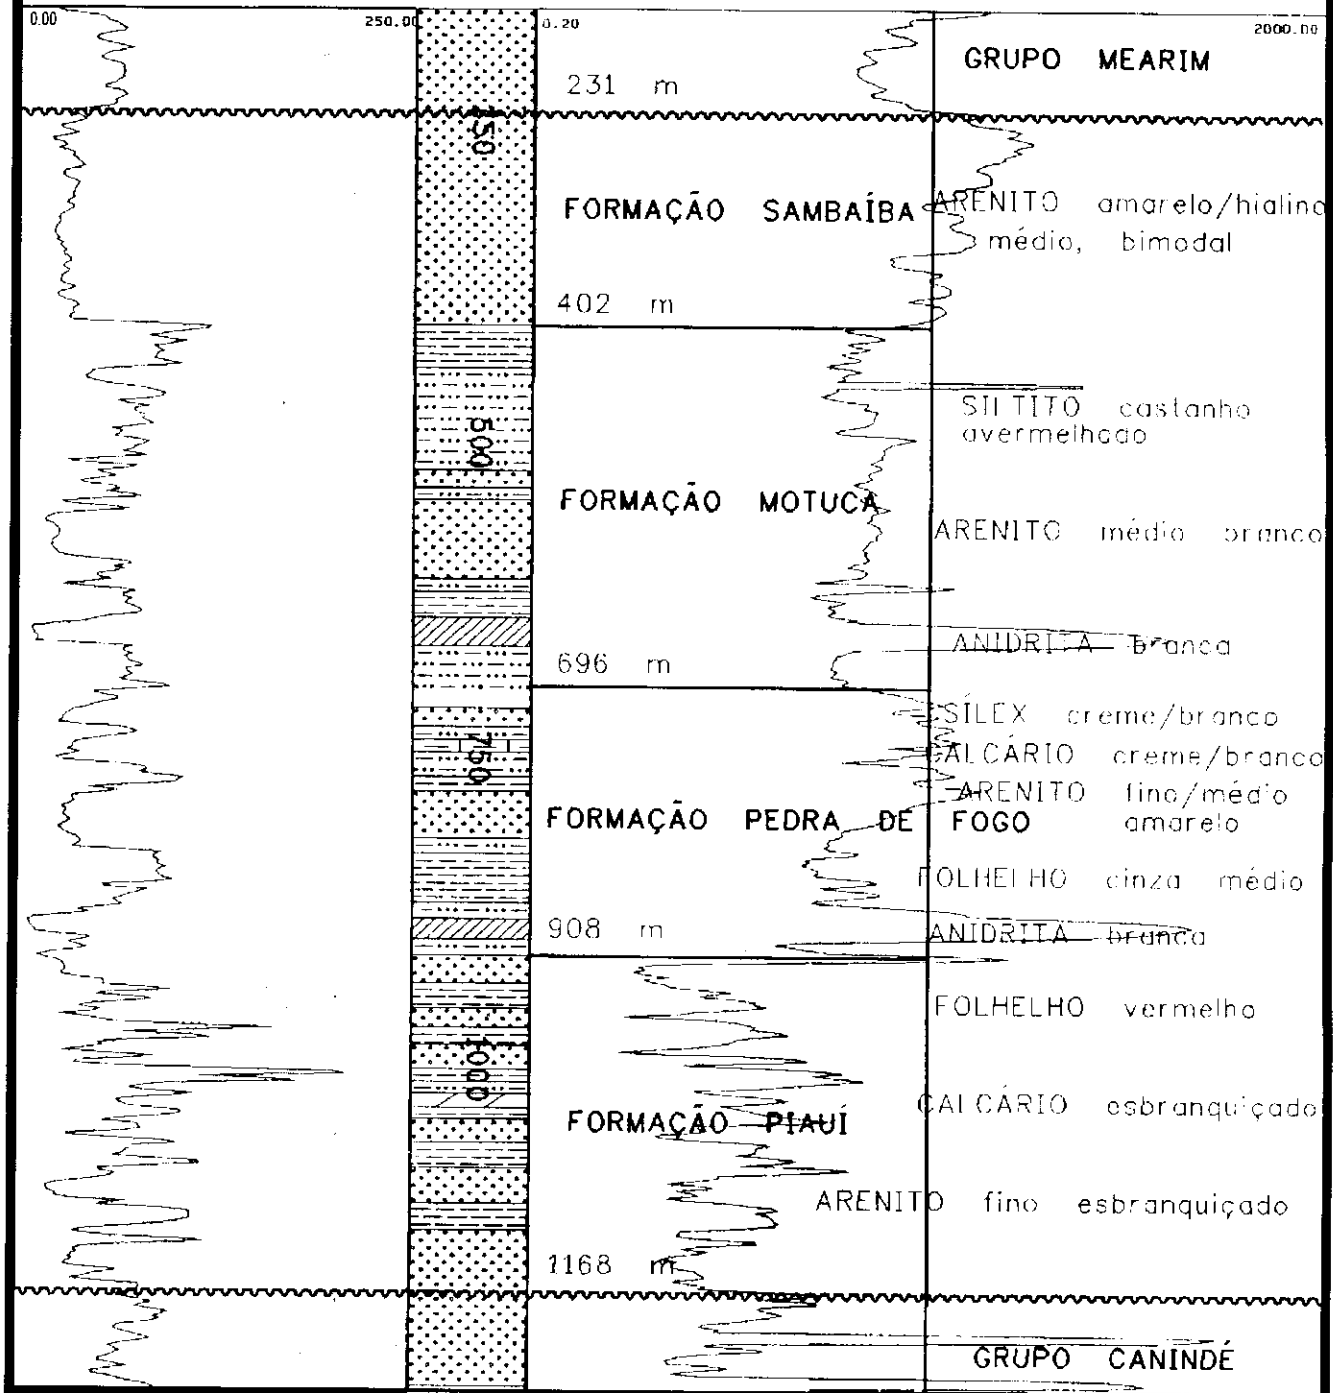 0.00 250.00 0.20 2000.00
GRUPO MEARIM
231 m
FORMAÇÃO SAMBAÍBA
ARENITO amarelo/hialino
médio, bimodal
402 m
SILTITO castanho
500
avermelhado
FORMAÇÃO MOTUCA
ARENITO médio branco
ANIDRITA branca
696 m
SÍLEX creme/branco
750
CALCÁRIO creme/branco
ARENITO fino/médio
amarelo
FORMAÇÃO PEDRA DE FOGO
FOLHELHO cinza médio
908 m
ANIDRITA branca
FOLHELHO vermelho
1000
CALCÁRIO esbranquiçado
FORMAÇÃO PIAUÍ
ARENITO fino esbranquiçado
1168 m
GRUPO CANINDÉ